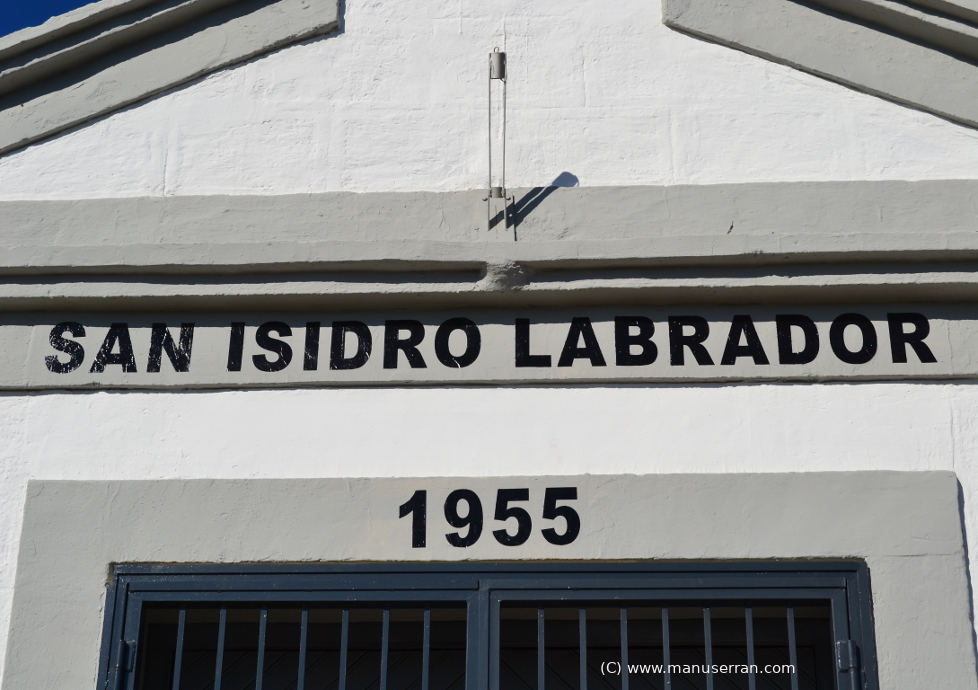 SAN ISIDRO LABRADOR
1955
(C) www.manuserran.com